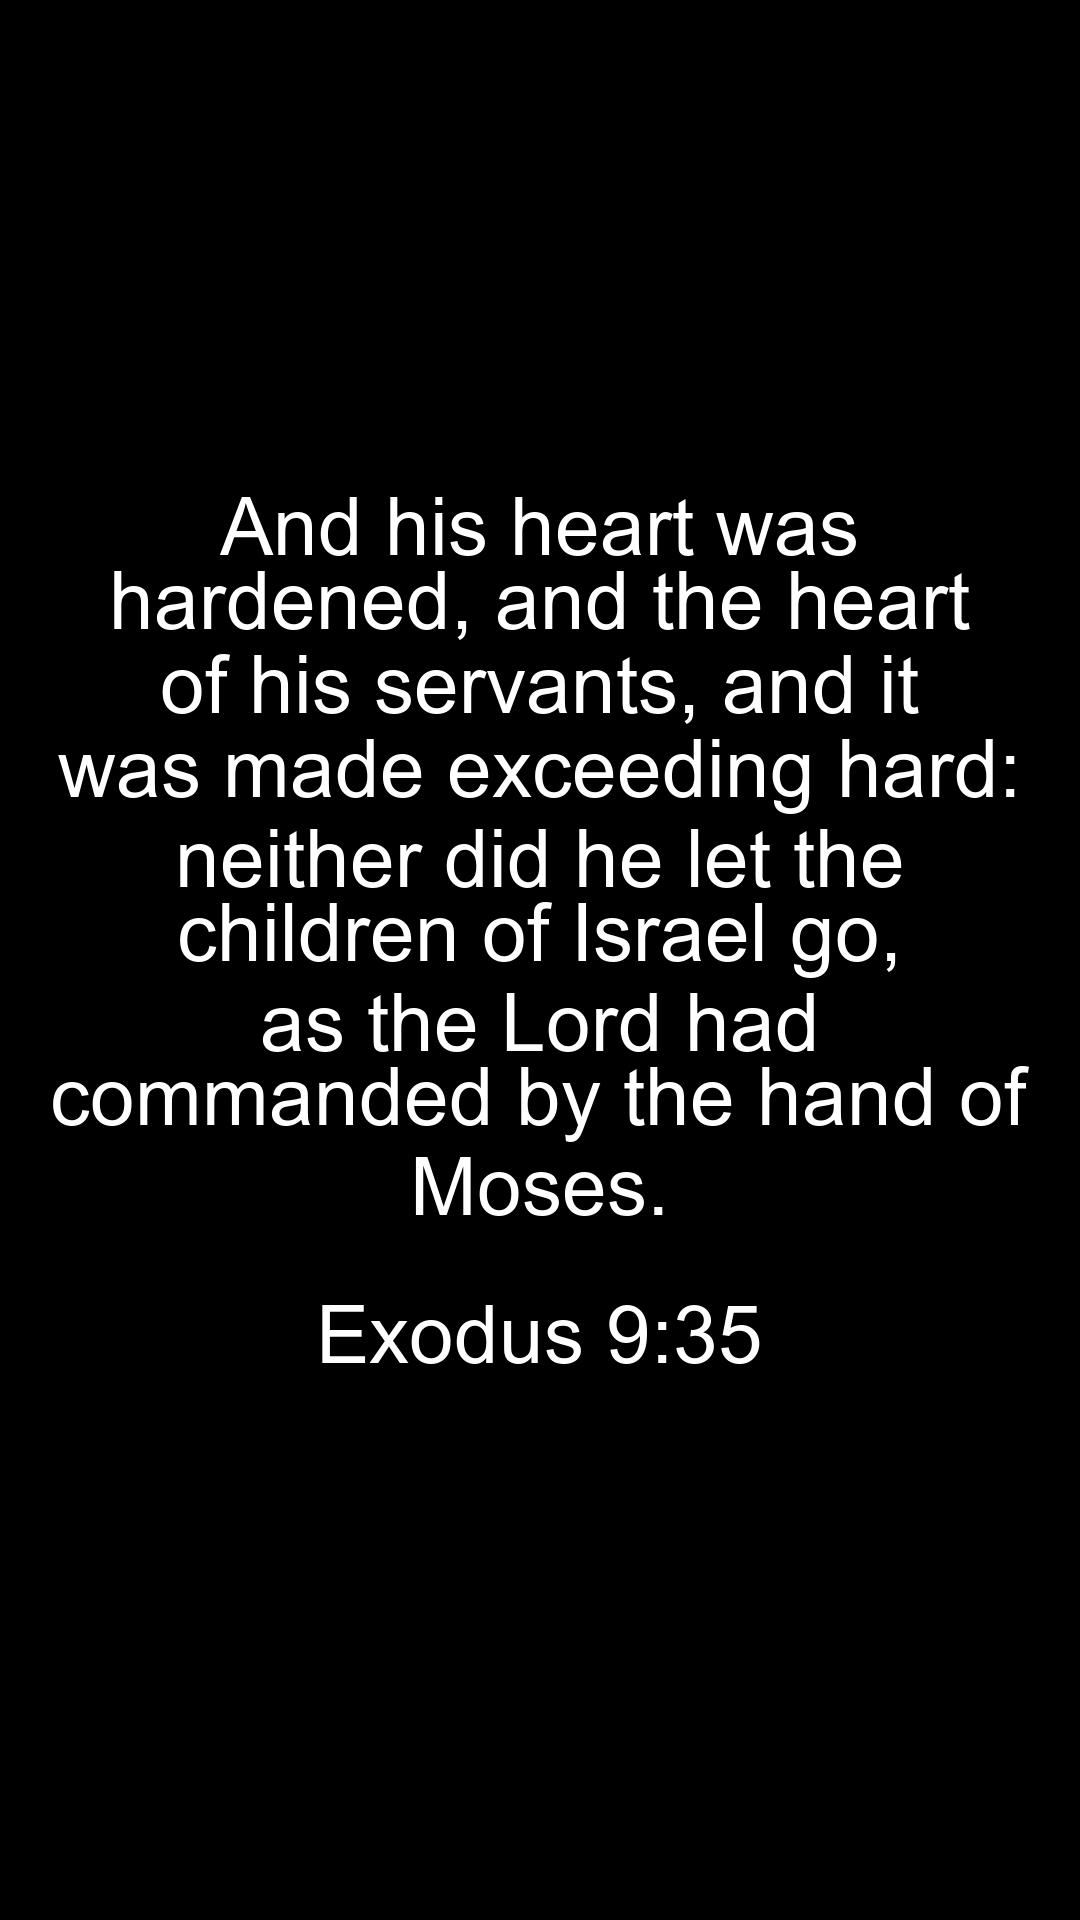 And his heart was
hardened, and the heart
of his servants, and it
was made exceeding hard:
neither did he let the
children of Israel go,
as the Lord had
commanded by the hand of
Moses.
Exodus 9:35